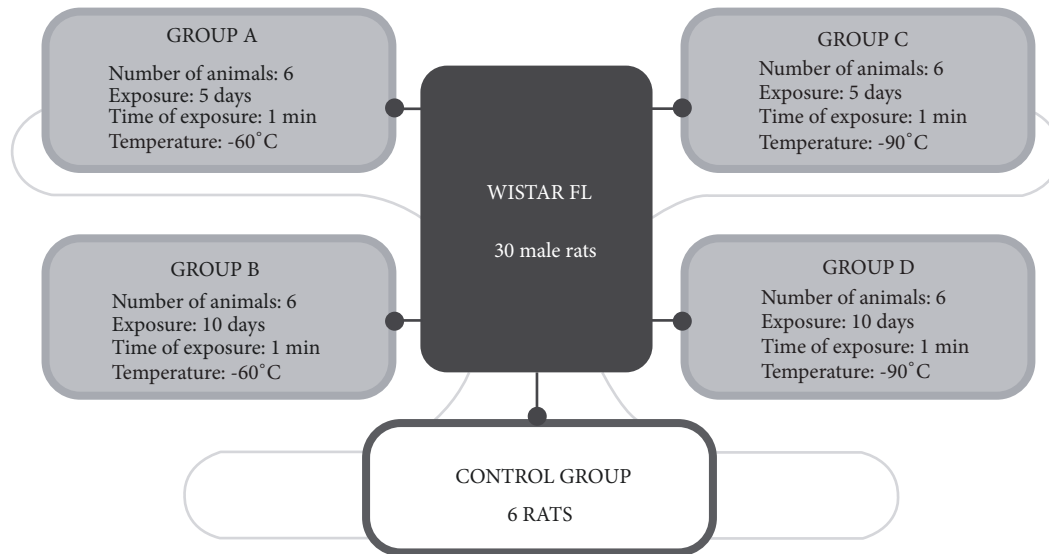 GROUP A
Number of animals: 6
Exposure: 5 days
Time of exposure: 1 min
Temperature: -60˚C
GROUP C
Number of animals: 6
Exposure: 5 days
Time of exposure: 1 min
Temperature: -90˚C
WISTAR FL
30 male rats
GROUP B
Number of animals: 6
Exposure: 10 days
Time of exposure: 1 min
Temperature: -60˚C
GROUP D
Number of animals: 6
Exposure: 10 days
Time of exposure: 1 min
Temperature: -90˚C
CONTROL GROUP
6 RATS